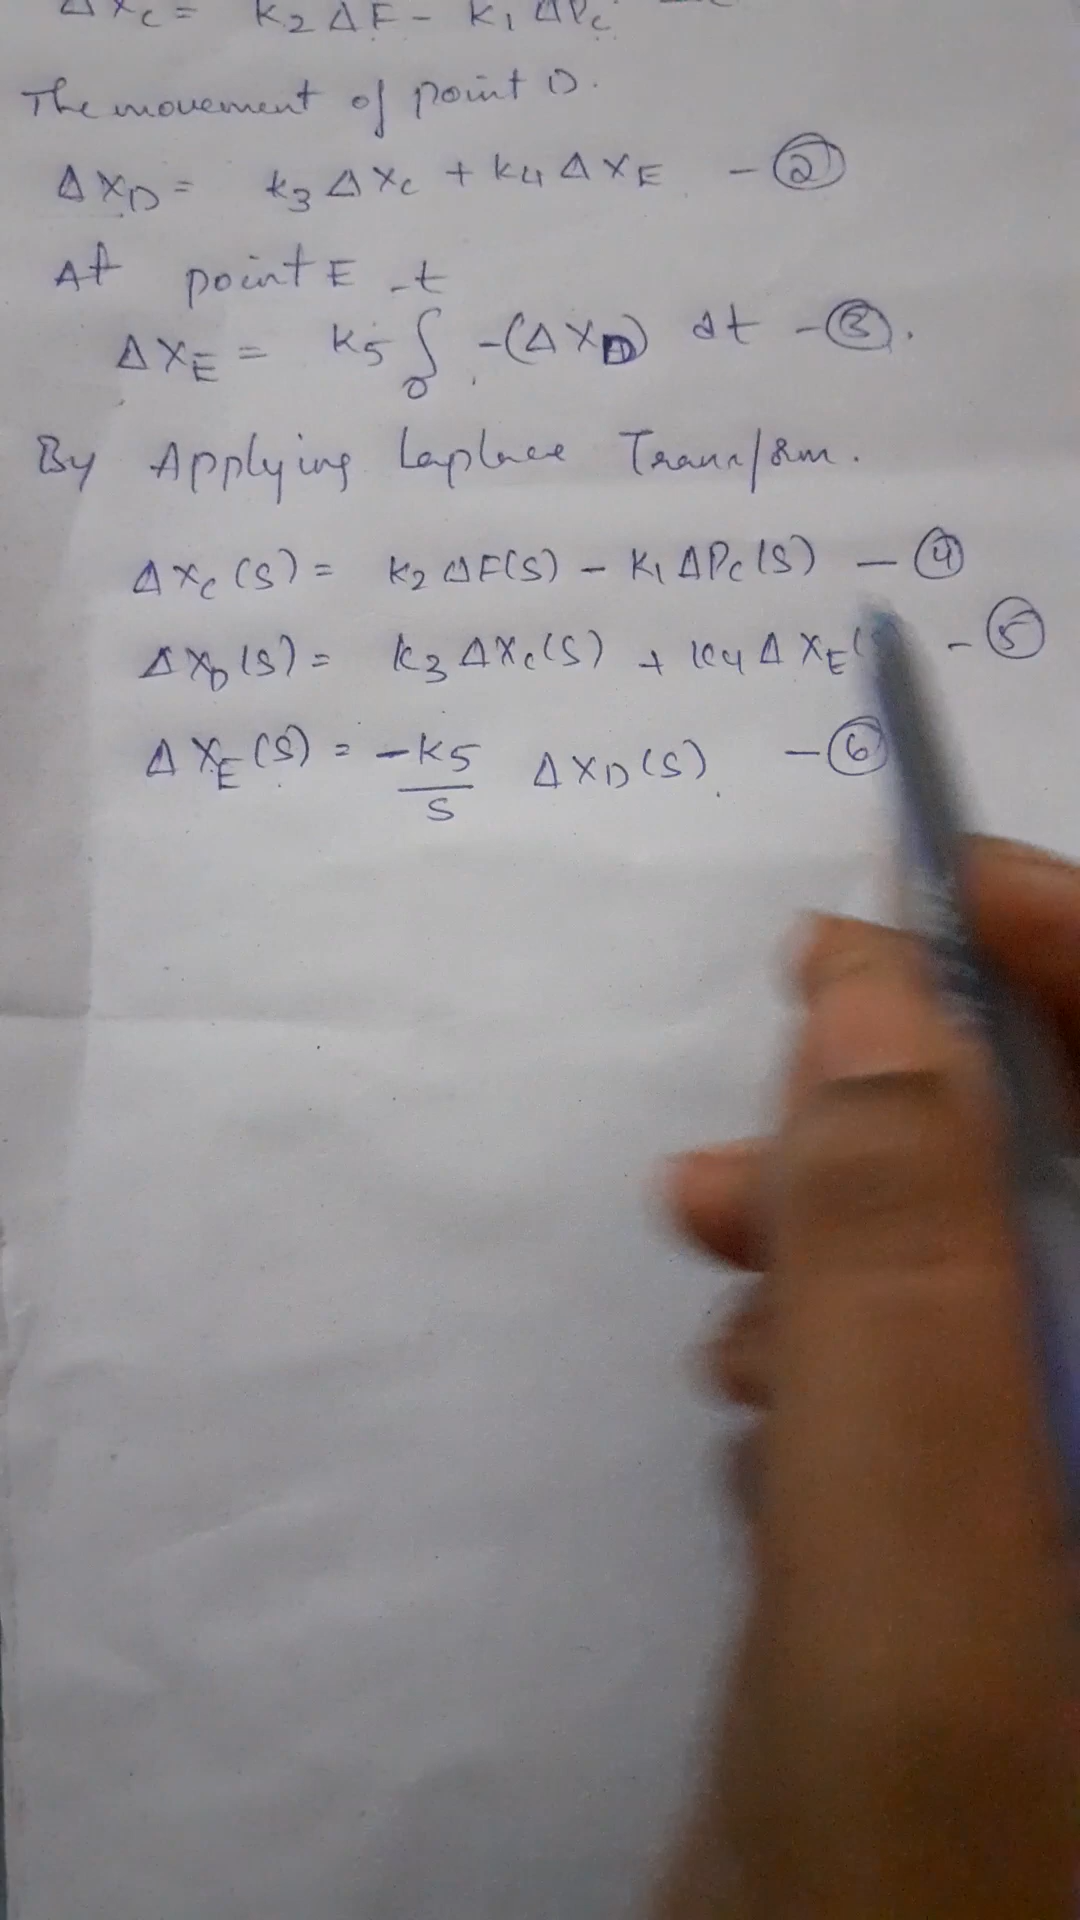 ΔXc = K2 ΔF - K1 ΔPc
The movement of point D.
ΔXD = K3 ΔXc + K4 ΔXE - ②
At point E
ΔXE = K5 ∫₀ᵗ -(ΔXD) dt - ③.
By Applying Laplace Transform.
ΔXc(s) = K2 ΔF(s) - K1 ΔPc(s) - ④
ΔXD(s) = K3 ΔXc(s) + K4 ΔXE( - ⑤
ΔXE(s) = -K5/s ΔXD(s). - ⑥